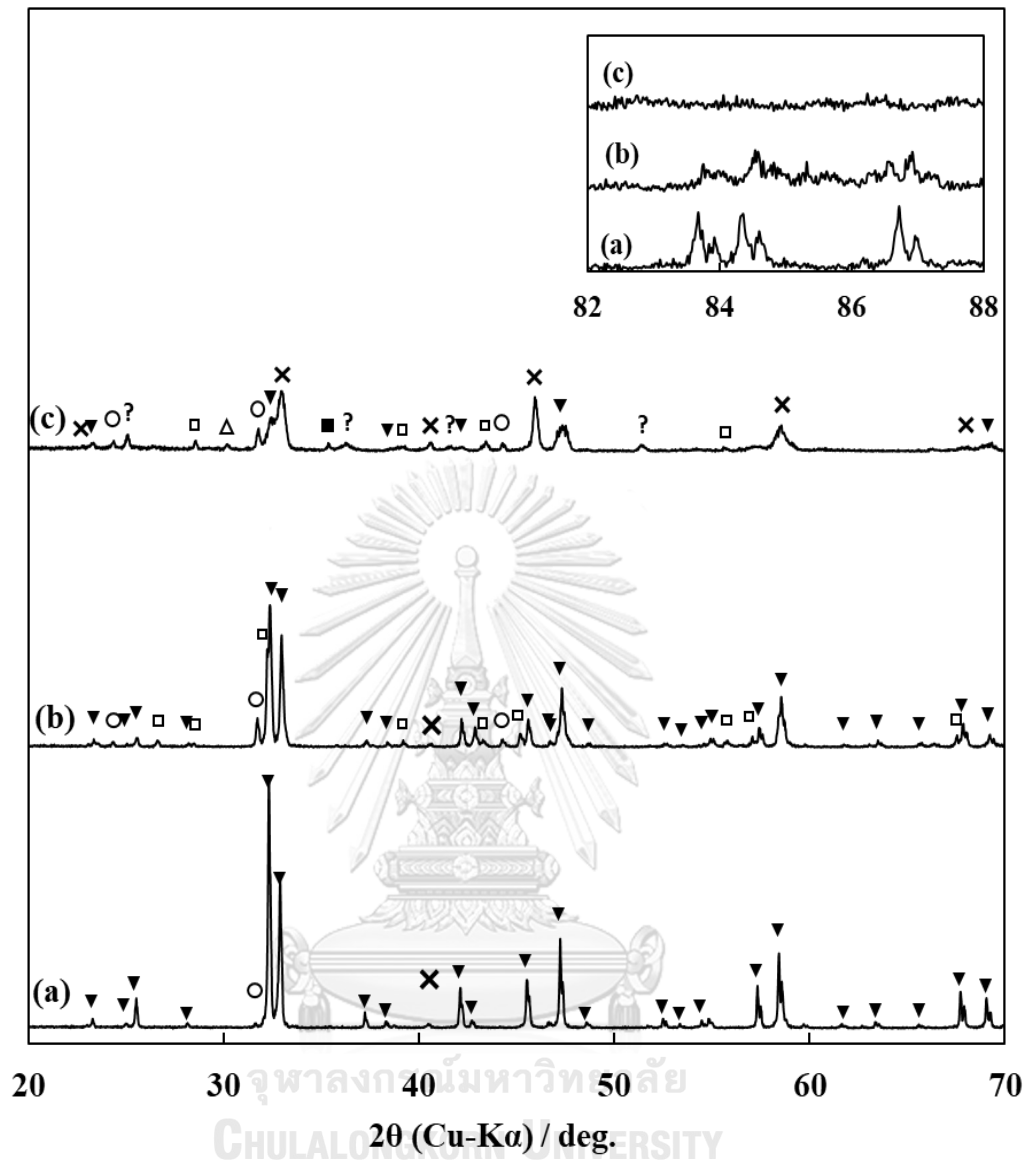 (c)
(b)
(a)
82 84 86 88
(c) ? ? ? ?
(b)
(a)
20 30 40 50 60 70
จุฬาลงกรณ์มหาวิทยาลัย
2θ (Cu-Kα) / deg.
CHULALONGKORN UNIVERSITY